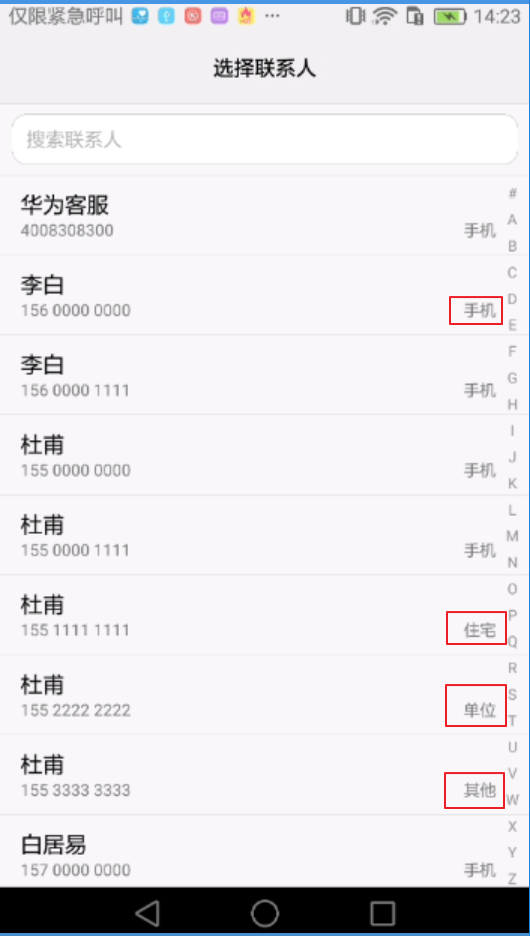 仅限紧急呼叫 ··· 14:23
选择联系人
搜索联系人
华为客服
4008308300 手机
李白
156 0000 0000 手机
李白
156 0000 1111 手机
杜甫
155 0000 0000 手机
杜甫
155 0000 1111 手机
杜甫
155 1111 1111 住宅
杜甫
155 2222 2222 单位
杜甫
155 3333 3333 其他
白居易
157 0000 0000 手机
#
A
B
C
D
E
F
G
H
I
J
K
L
M
N
O
P
Q
R
S
T
U
V
W
X
Y
Z